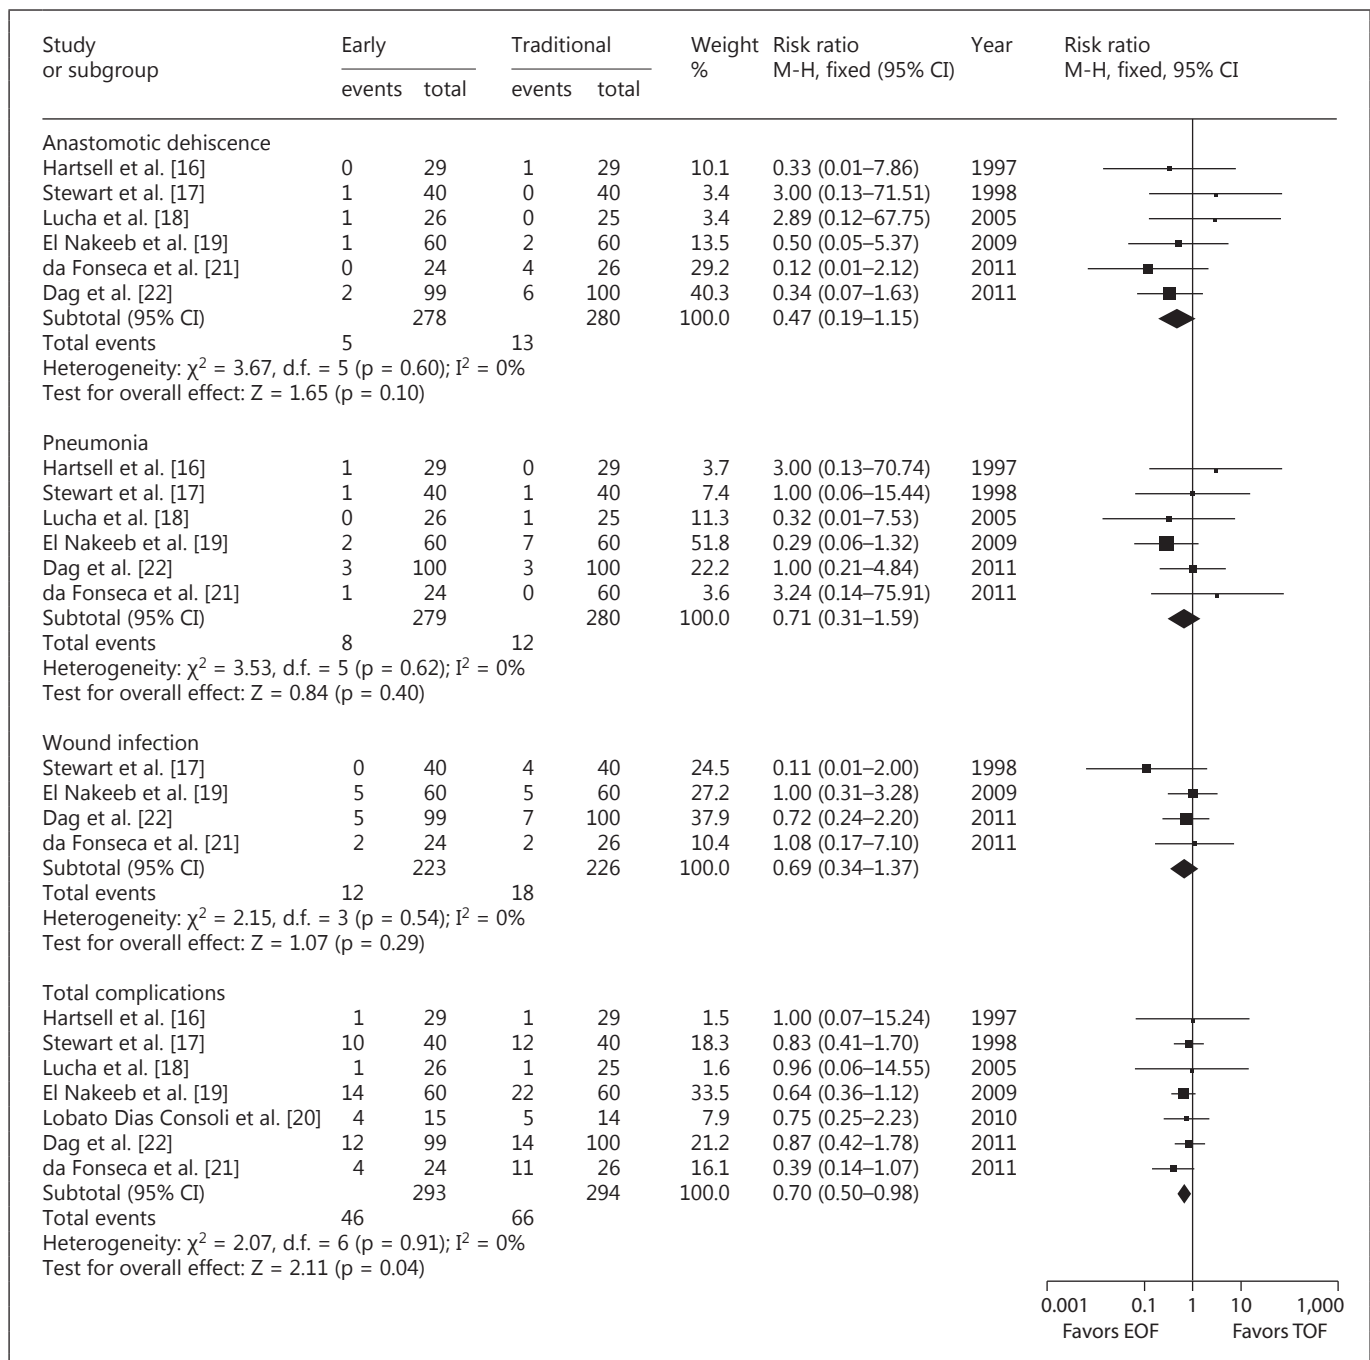 Study Early Traditional Weight Risk ratio Year Risk ratio
or subgroup % M-H, fixed (95% CI) M-H, fixed, 95% CI
events total events total
Anastomotic dehiscence
Hartsell et al. [16] 0 29 1 29 10.1 0.33 (0.01–7.86) 1997
Stewart et al. [17] 1 40 0 40 3.4 3.00 (0.13–71.51) 1998
Lucha et al. [18] 1 26 0 25 3.4 2.89 (0.12–67.75) 2005
El Nakeeb et al. [19] 1 60 2 60 13.5 0.50 (0.05–5.37) 2009
da Fonseca et al. [21] 0 24 4 26 29.2 0.12 (0.01–2.12) 2011
Dag et al. [22] 2 99 6 100 40.3 0.34 (0.07–1.63) 2011
Subtotal (95% CI) 278 280 100.0 0.47 (0.19–1.15)
Total events 5 13
Heterogeneity: χ² = 3.67, d.f. = 5 (p = 0.60); I² = 0%
Test for overall effect: Z = 1.65 (p = 0.10)
Pneumonia
Hartsell et al. [16] 1 29 0 29 3.7 3.00 (0.13–70.74) 1997
Stewart et al. [17] 1 40 1 40 7.4 1.00 (0.06–15.44) 1998
Lucha et al. [18] 0 26 1 25 11.3 0.32 (0.01–7.53) 2005
El Nakeeb et al. [19] 2 60 7 60 51.8 0.29 (0.06–1.32) 2009
Dag et al. [22] 3 100 3 100 22.2 1.00 (0.21–4.84) 2011
da Fonseca et al. [21] 1 24 0 60 3.6 3.24 (0.14–75.91) 2011
Subtotal (95% CI) 279 280 100.0 0.71 (0.31–1.59)
Total events 8 12
Heterogeneity: χ² = 3.53, d.f. = 5 (p = 0.62); I² = 0%
Test for overall effect: Z = 0.84 (p = 0.40)
Wound infection
Stewart et al. [17] 0 40 4 40 24.5 0.11 (0.01–2.00) 1998
El Nakeeb et al. [19] 5 60 5 60 27.2 1.00 (0.31–3.28) 2009
Dag et al. [22] 5 99 7 100 37.9 0.72 (0.24–2.20) 2011
da Fonseca et al. [21] 2 24 2 26 10.4 1.08 (0.17–7.10) 2011
Subtotal (95% CI) 223 226 100.0 0.69 (0.34–1.37)
Total events 12 18
Heterogeneity: χ² = 2.15, d.f. = 3 (p = 0.54); I² = 0%
Test for overall effect: Z = 1.07 (p = 0.29)
Total complications
Hartsell et al. [16] 1 29 1 29 1.5 1.00 (0.07–15.24) 1997
Stewart et al. [17] 10 40 12 40 18.3 0.83 (0.41–1.70) 1998
Lucha et al. [18] 1 26 1 25 1.6 0.96 (0.06–14.55) 2005
El Nakeeb et al. [19] 14 60 22 60 33.5 0.64 (0.36–1.12) 2009
Lobato Dias Consoli et al. [20] 4 15 5 14 7.9 0.75 (0.25–2.23) 2010
Dag et al. [22] 12 99 14 100 21.2 0.87 (0.42–1.78) 2011
da Fonseca et al. [21] 4 24 11 26 16.1 0.39 (0.14–1.07) 2011
Subtotal (95% CI) 293 294 100.0 0.70 (0.50–0.98)
Total events 46 66
Heterogeneity: χ² = 2.07, d.f. = 6 (p = 0.91); I² = 0%
Test for overall effect: Z = 2.11 (p = 0.04)
0.001 0.1 1 10 1,000
Favors EOF Favors TOF